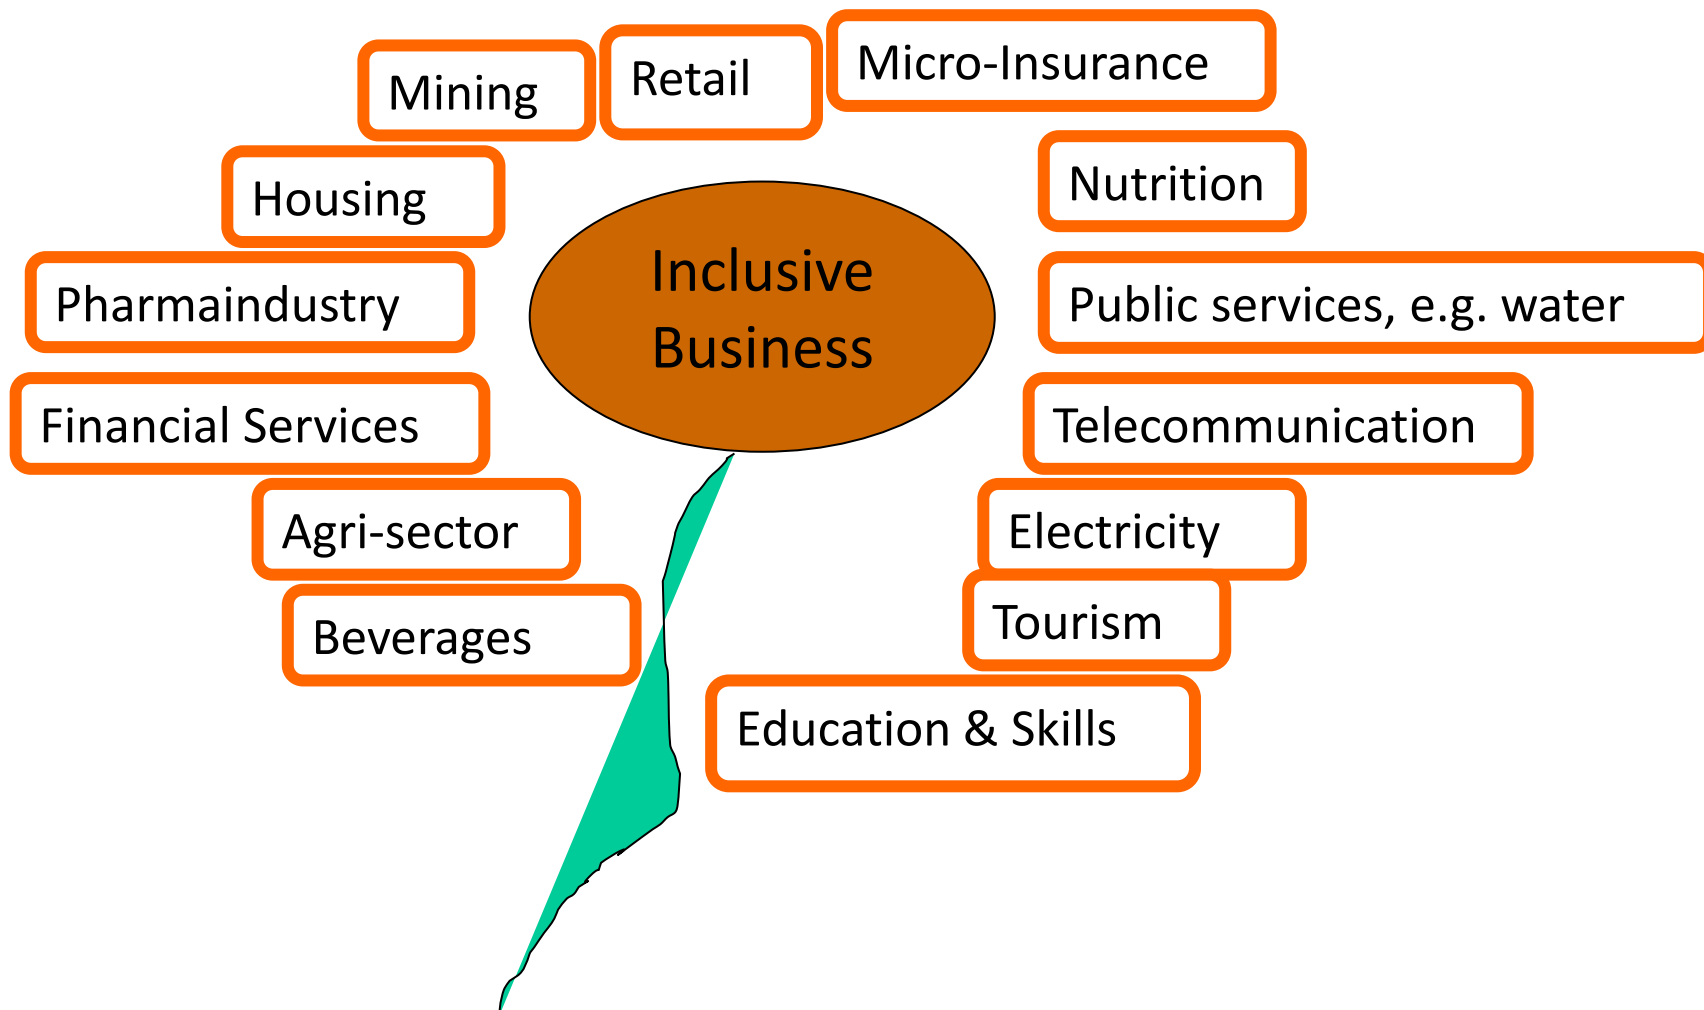 Micro-Insurance
Retail
Mining
Nutrition
Housing
Inclusive
Business
Pharmaindustry
Public services, e.g. water
Financial Services
Telecommunication
Agri-sector
Electricity
Tourism
Beverages
Education & Skills